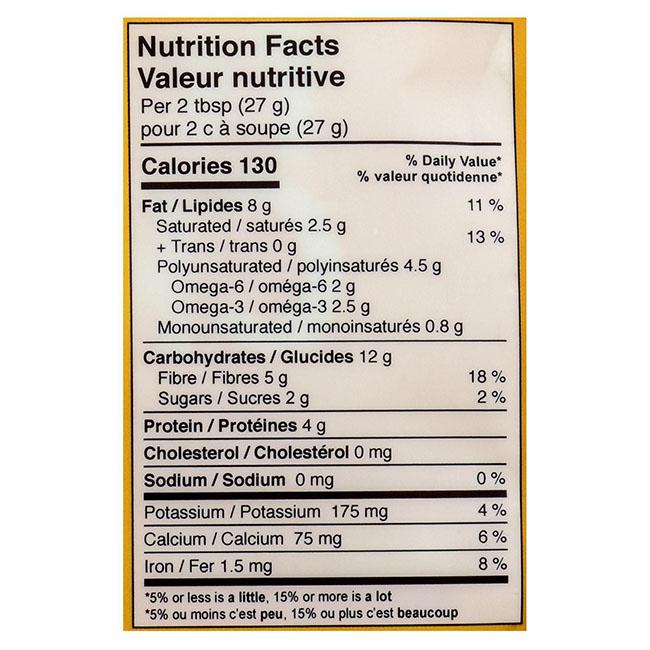 Nutrition Facts
Valeur nutritive
Per 2 tbsp (27 g)
pour 2 c à soupe (27 g)
Calories 130
% Daily Value*
% valeur quotidienne*
Fat / Lipides 8 g 11 %
Saturated / saturés 2.5 g
+ Trans / trans 0 g 13 %
Polyunsaturated / polyinsaturés 4.5 g
Omega-6 / oméga-6 2 g
Omega-3 / oméga-3 2.5 g
Monounsaturated / monoinsaturés 0.8 g
Carbohydrates / Glucides 12 g
Fibre / Fibres 5 g 18 %
Sugars / Sucres 2 g 2 %
Protein / Protéines 4 g
Cholesterol / Cholestérol 0 mg
Sodium / Sodium 0 mg 0 %
Potassium / Potassium 175 mg 4 %
Calcium / Calcium 75 mg 6 %
Iron / Fer 1.5 mg 8 %
*5% or less is a little, 15% or more is a lot
*5% ou moins c'est peu, 15% ou plus c'est beaucoup